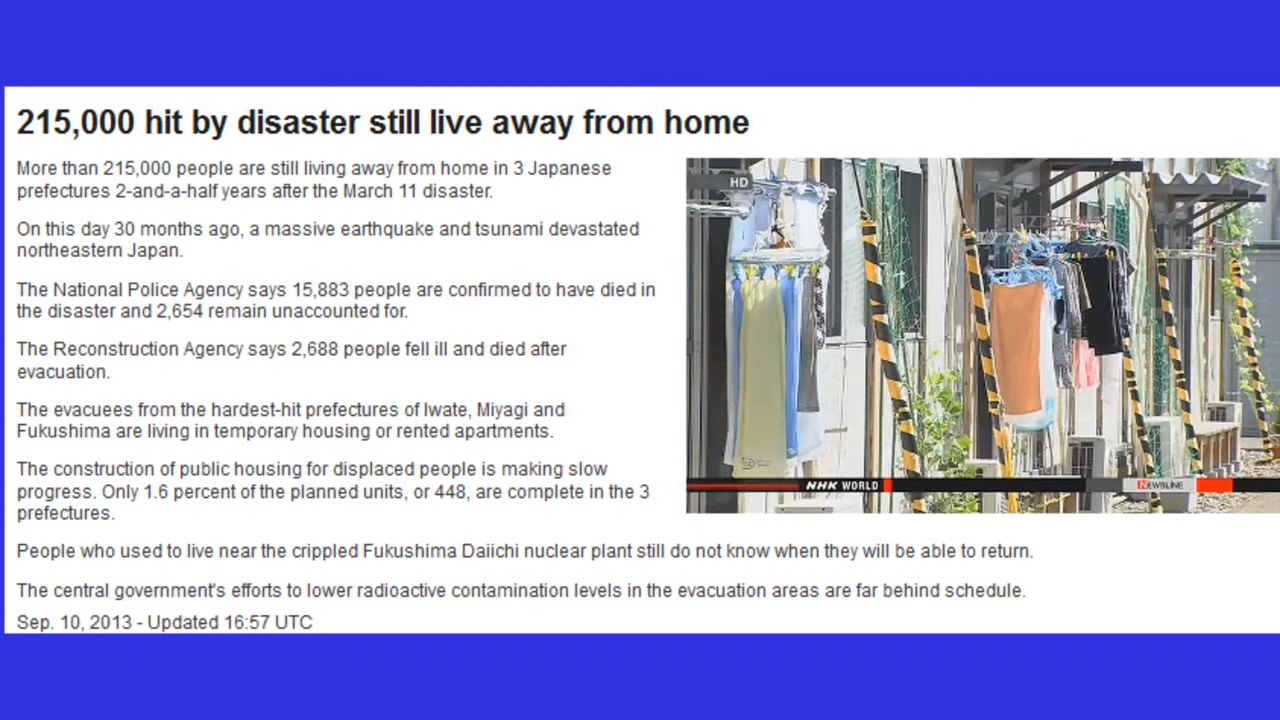 215,000 hit by disaster still live away from home
More than 215,000 people are still living away from home in 3 Japanese
prefectures 2-and-a-half years after the March 11 disaster.
On this day 30 months ago, a massive earthquake and tsunami devastated
northeastern Japan.
The National Police Agency says 15,883 people are confirmed to have died in
the disaster and 2,654 remain unaccounted for.
The Reconstruction Agency says 2,688 people fell ill and died after
evacuation.
The evacuees from the hardest-hit prefectures of Iwate, Miyagi and
Fukushima are living in temporary housing or rented apartments.
The construction of public housing for displaced people is making slow
progress. Only 1.6 percent of the planned units, or 448, are complete in the 3
prefectures.
HD
NHK WORLD
NEWSLINE
People who used to live near the crippled Fukushima Daiichi nuclear plant still do not know when they will be able to return.
The central government's efforts to lower radioactive contamination levels in the evacuation areas are far behind schedule.
Sep. 10, 2013 - Updated 16:57 UTC